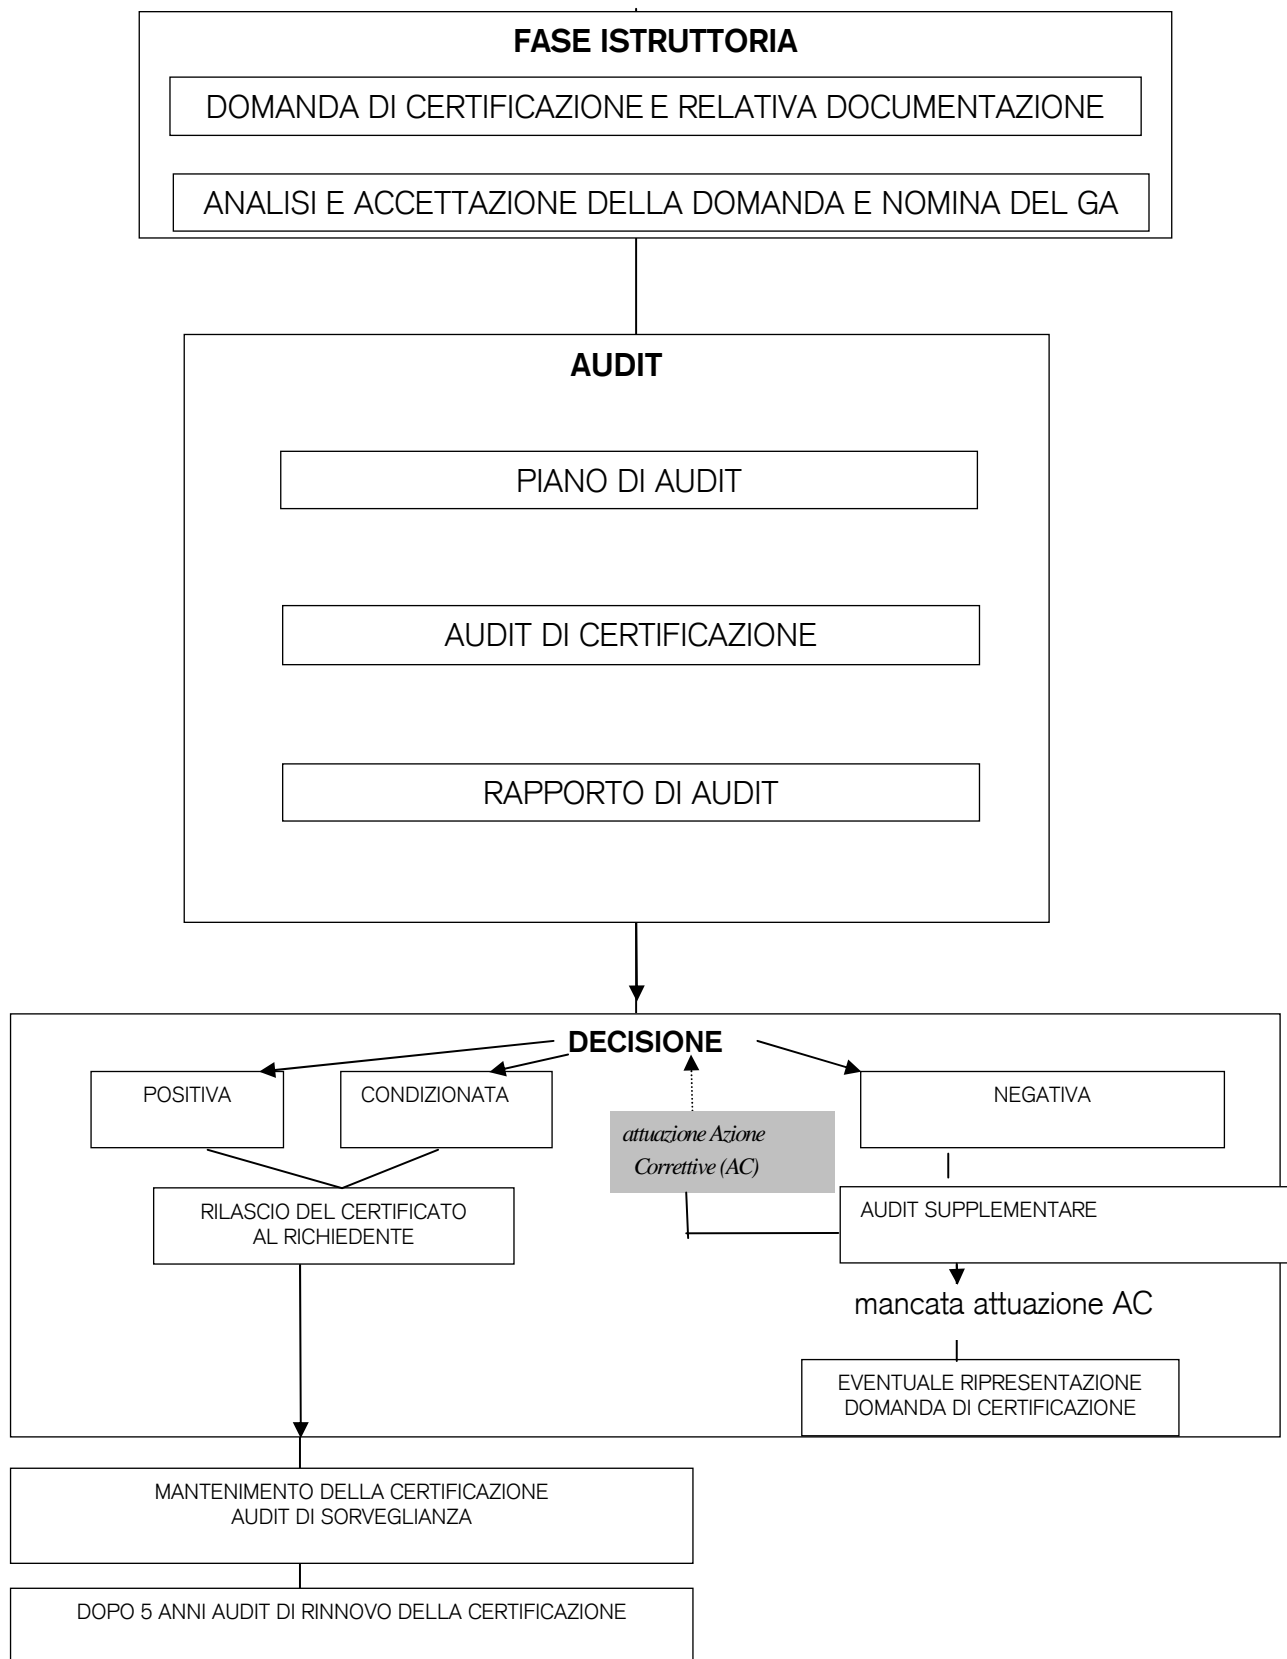 FASE ISTRUTTORIA
DOMANDA DI CERTIFICAZIONE E RELATIVA DOCUMENTAZIONE
ANALISI E ACCETTAZIONE DELLA DOMANDA E NOMINA DEL GA
AUDIT
PIANO DI AUDIT
AUDIT DI CERTIFICAZIONE
RAPPORTO DI AUDIT
DECISIONE
POSITIVA
CONDIZIONATA
NEGATIVA
attuazione Azione
Correttive (AC)
RILASCIO DEL CERTIFICATO
AL RICHIEDENTE
AUDIT SUPPLEMENTARE
mancata attuazione AC
EVENTUALE RIPRESENTAZIONE
DOMANDA DI CERTIFICAZIONE
MANTENIMENTO DELLA CERTIFICAZIONE
AUDIT DI SORVEGLIANZA
DOPO 5 ANNI AUDIT DI RINNOVO DELLA CERTIFICAZIONE